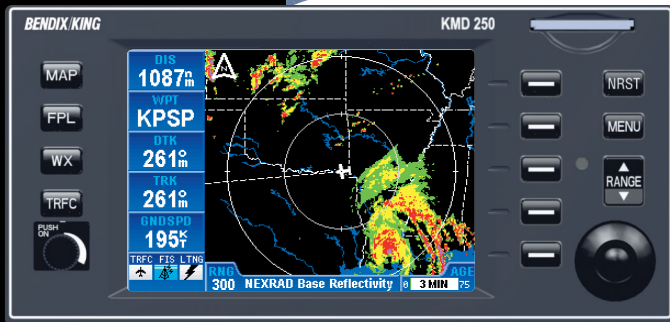 BENDIX/KING
KMD 250
MAP
FPL
WX
TRFC
PUSH
ON
DIS
1087nm
WPT
KPSP
DTK
261°m
TRK
261°m
GNDSPD
195KT
TRFC FIS LTNG
N
RNG
300
NEXRAD Base Reflectivity
AGE
0 3 MIN 75
NRST
MENU
RANGE